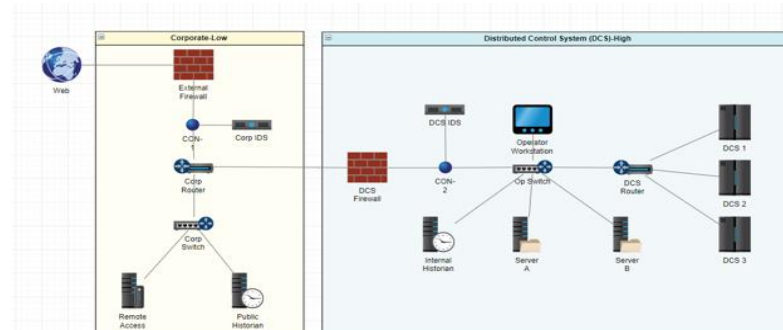 Corporate-Low
Distributed Control System (DCS)-High
Web
External
Firewall
CON-
1
Corp IDS
Corp
Router
Corp
Switch
Remote
Access
Public
Historian
DCS
Firewall
DCS IDS
CON-
2
Operator
Workstation
Op Switch
DCS
Router
Internal
Historian
Server
A
Server
B
DCS 1
DCS 2
DCS 3